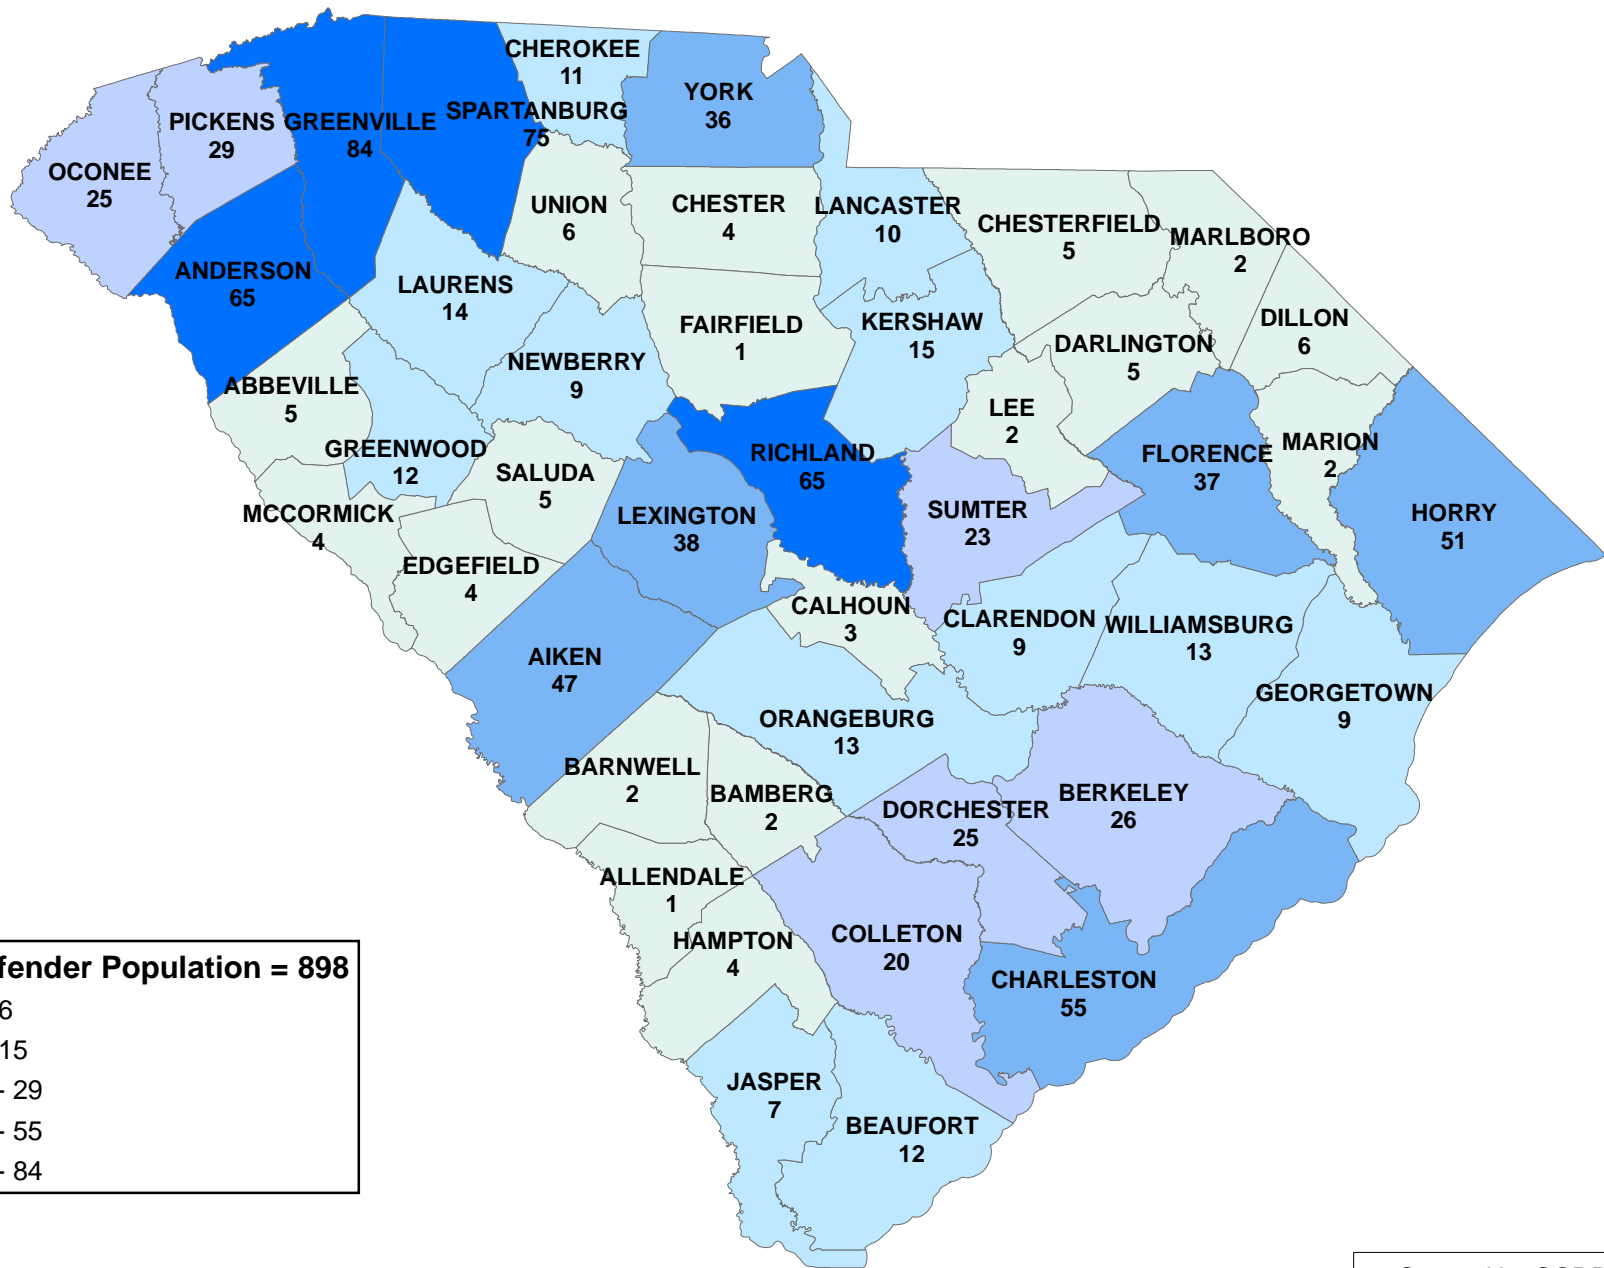 CHEROKEE
11
YORK
36
SPARTANBURG
75
PICKENS
29
GREENVILLE
84
OCONEE
25
UNION
6
CHESTER
4
LANCASTER
10
CHESTERFIELD
5
MARLBORO
2
ANDERSON
65
LAURENS
14
FAIRFIELD
1
KERSHAW
15
DILLON
6
DARLINGTON
5
NEWBERRY
9
ABBEVILLE
5
LEE
2
GREENWOOD
12
SALUDA
5
RICHLAND
65
FLORENCE
37
MARION
2
MCCORMICK
4
LEXINGTON
38
SUMTER
23
HORRY
51
EDGEFIELD
4
CALHOUN
3
CLARENDON
9
WILLIAMSBURG
13
AIKEN
47
GEORGETOWN
9
ORANGEBURG
13
BARNWELL
2
BAMBERG
2
DORCHESTER
25
BERKELEY
26
ALLENDALE
1
HAMPTON
4
COLLETON
20
CHARLESTON
55
JASPER
7
BEAUFORT
12
fender Population = 898
6
15
- 29
- 55
- 84